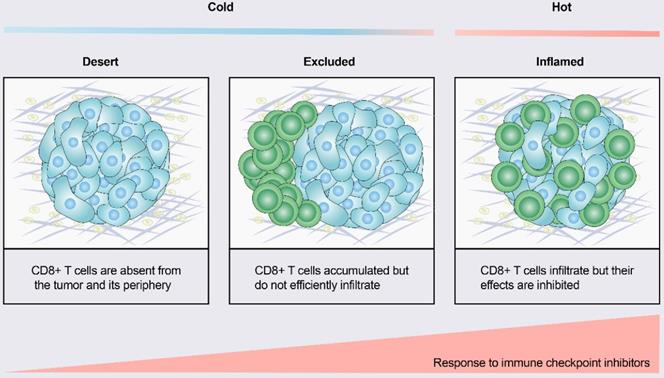 Cold
Hot
Desert
Excluded
Inflamed
CD8+ T cells are absent from
the tumor and its periphery
CD8+ T cells accumulated but
do not efficiently infiltrate
CD8+ T cells infiltrate but their
effects are inhibited
Response to immune checkpoint inhibitors